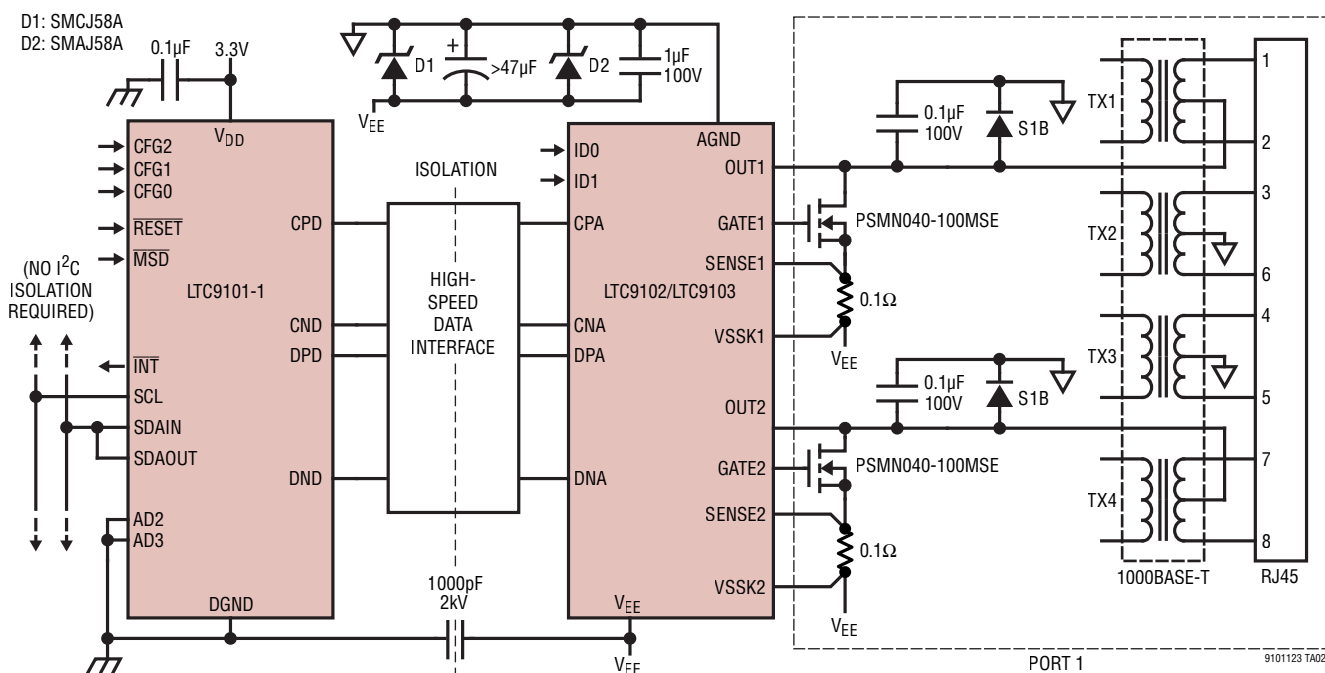 D1: SMCJ58A
D2: SMAJ58A
0.1µF
3.3V
D1
+
>47µF
D2
1µF
100V
VEE
VDD
CFG2
CFG1
CFG0
RESET
MSD
(NO I2C
ISOLATION
REQUIRED)
LTC9101-1
INT
SCL
SDAIN
SDAOUT
AD2
AD3
DGND
CPD
CND
DPD
DND
ISOLATION
HIGH-
SPEED
DATA
INTERFACE
1000pF
2kV
ID0
ID1
CPA
CNA
DPA
DNA
LTC9102/LTC9103
AGND
OUT1
GATE1
SENSE1
VSSK1
OUT2
GATE2
SENSE2
VSSK2
VEE
VEE
0.1µF
100V
S1B
PSMN040-100MSE
0.1Ω
VEE
0.1µF
100V
S1B
PSMN040-100MSE
0.1Ω
VEE
TX1
TX2
TX3
TX4
1
2
3
6
4
5
7
8
1000BASE-T
RJ45
PORT 1
9101123 TA02